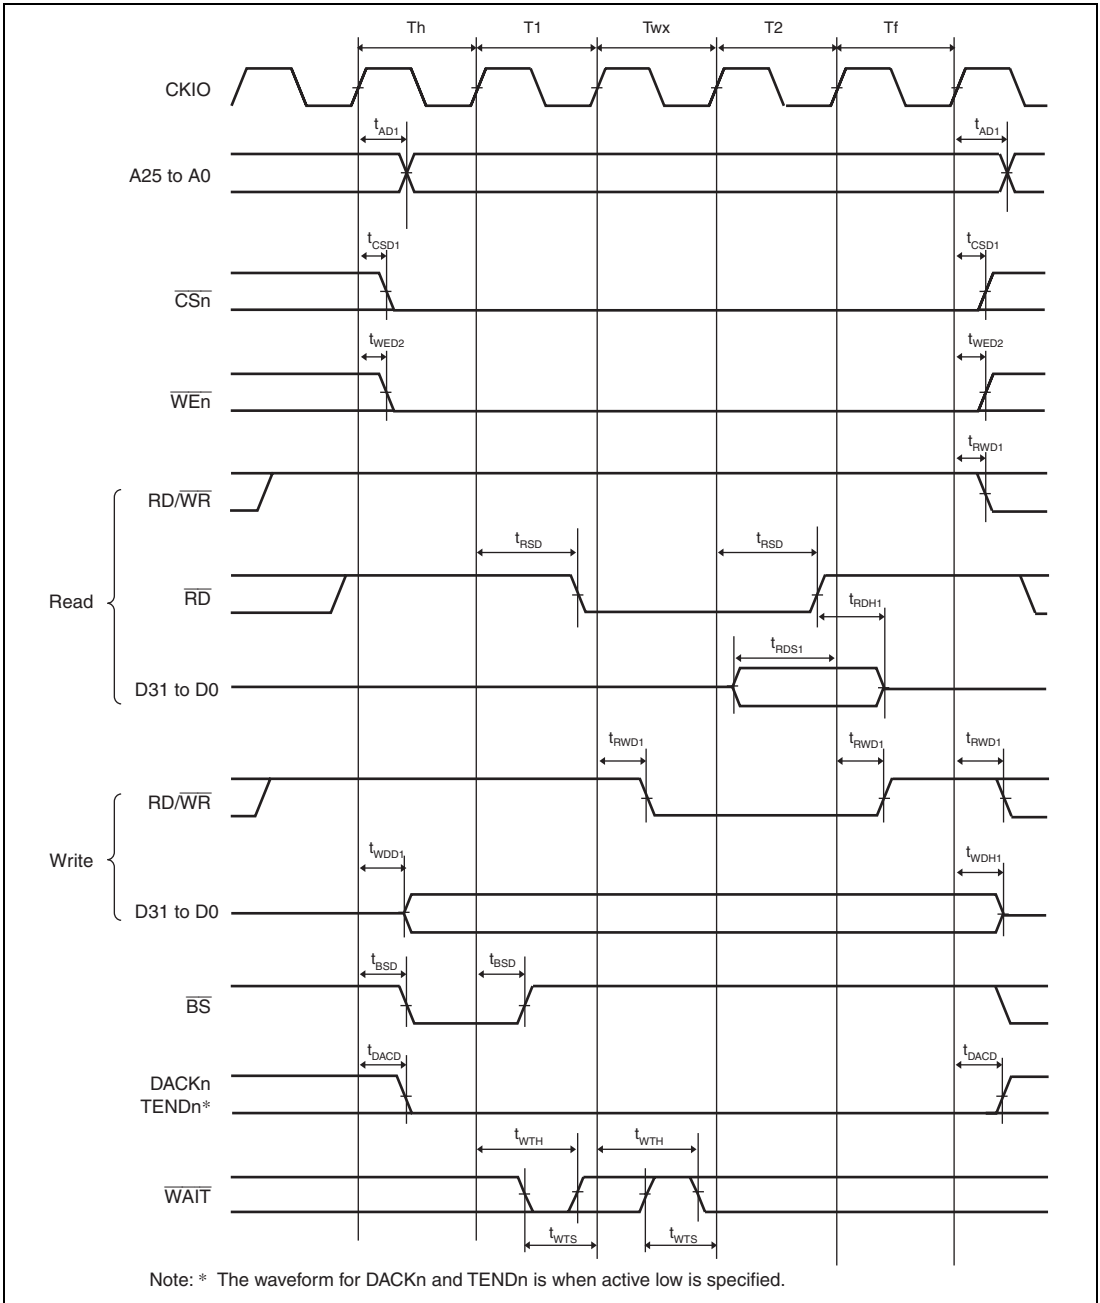 Th T1 Twx T2 Tf
CKIO
tAD1 tAD1
A25 to A0
tCSD1 tCSD1
CSn
tWED2 tWED2
WEn
tRWD1
RD/WR
tRSD tRSD
Read
RD
tRDH1
tRDS1
D31 to D0
tRWD1 tRWD1 tRWD1
RD/WR
Write
tWDD1 tWDH1
D31 to D0
tBSD tBSD
BS
tDACD tDACD
DACKn
TENDn*
tWTH tWTH
WAIT
tWTS tWTS
Note: * The waveform for DACKn and TENDn is when active low is specified.